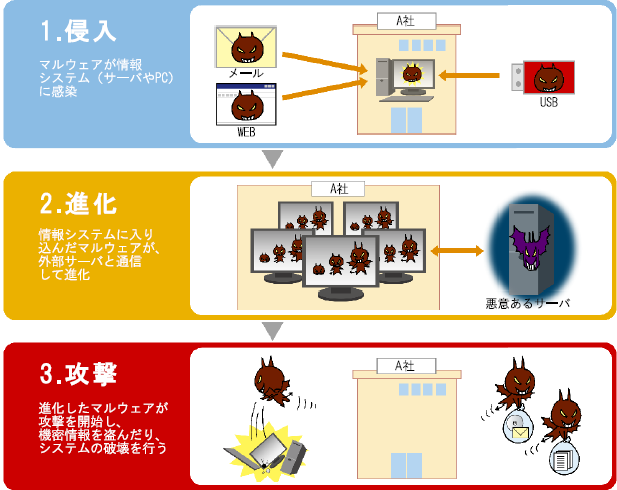 1.侵入
マルウェアが情報
システム（サーバやPC）
に感染
メール
WEB
A社
USB
2.進化
情報システムに入り
込んだマルウェアが、
外部サーバと通信
して進化
A社
悪意あるサーバ
3.攻撃
進化したマルウェアが
攻撃を開始し、
機密情報を盗んだり、
システムの破壊を行う
A社